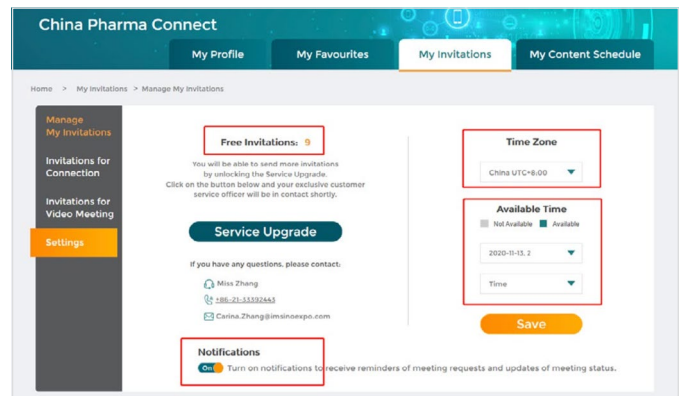 China Pharma Connect
My Profile
My Favourites
My Invitations
My Content Schedule
Home > My Invitations > Manage My Invitations
Manage
My Invitations
Invitations for
Connection
Invitations for
Video Meeting
Settings
Free Invitations: 9
You will be able to send more invitations
by unlocking the Service Upgrade.
Click on the button below and your exclusive customer
service officer will be in contact shortly.
Service Upgrade
If you have any questions, please contact:
Miss Zhang
+86-21-33392443
Carina.Zhang@imsinoexpo.com
Time Zone
China UTC+8:00
Available Time
Not Available Available
2020-11-13, 2
Time
Save
Notifications
On Turn on notifications to receive reminders of meeting requests and updates of meeting status.